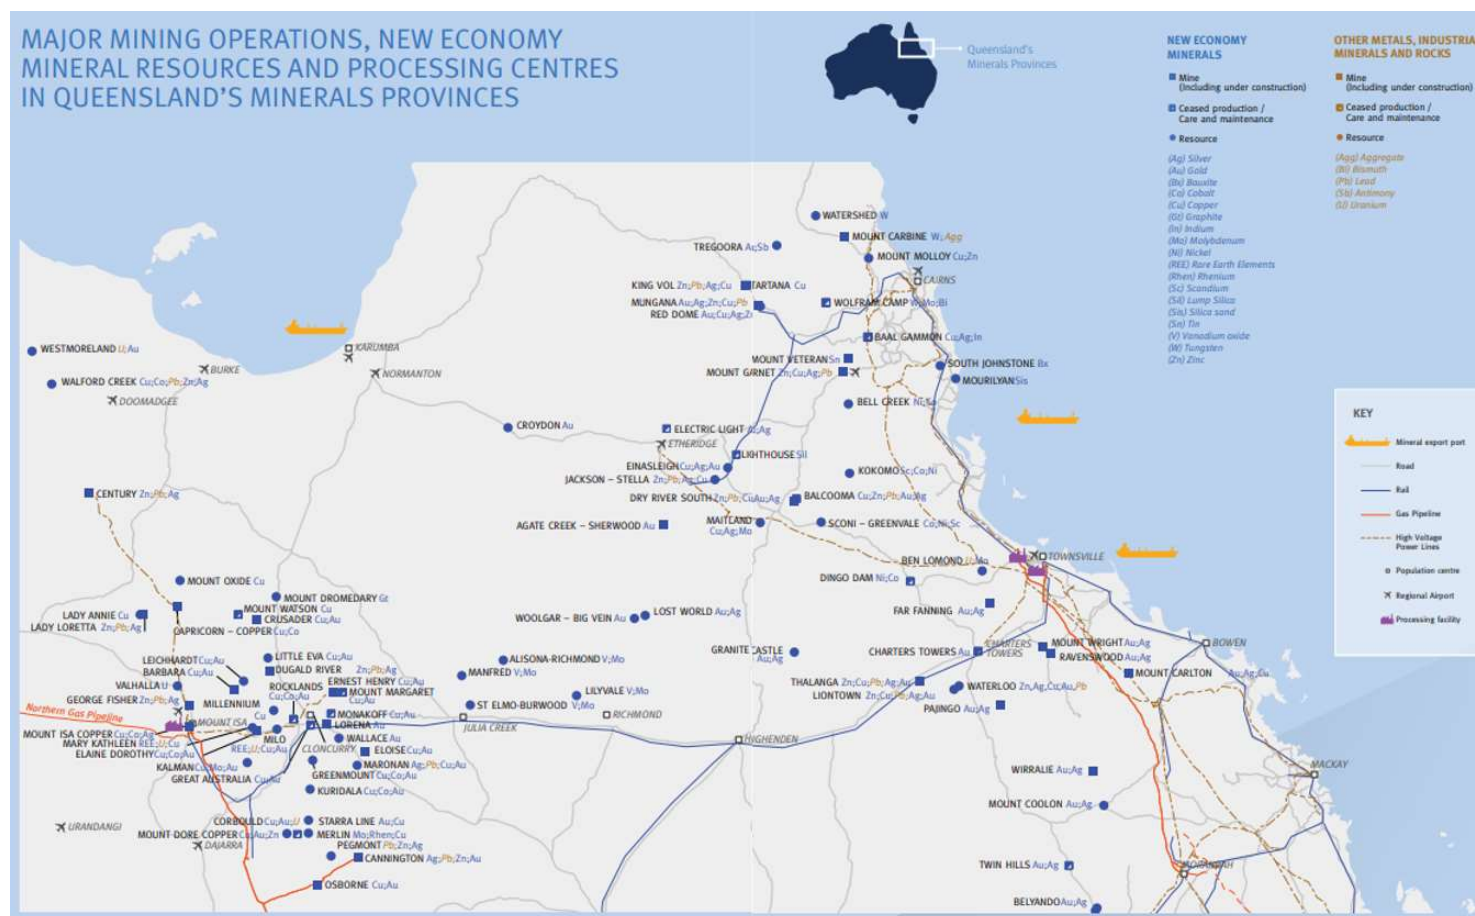 MAJOR MINING OPERATIONS, NEW ECONOMY
MINERAL RESOURCES AND PROCESSING CENTRES
IN QUEENSLAND'S MINERALS PROVINCES
Queensland's
Minerals Provinces
NEW ECONOMY
MINERALS
Mine
(Including under construction)
Ceased production /
Care and maintenance
Resource
(Ag) Silver
(Au) Gold
(Bx) Bauxite
(Co) Cobalt
(Cu) Copper
(Gt) Graphite
(In) Indium
(Mo) Molybdenum
(Ni) Nickel
(REE) Rare Earth Elements
(Rhen) Rhenium
(Sc) Scandium
(Sil) Lump Silica
(Sis) Silica sand
(Sn) Tin
(V) Vanadium oxide
(W) Tungsten
(Zn) Zinc
OTHER METALS, INDUSTRIA
MINERALS AND ROCKS
Mine
(Including under construction)
Ceased production /
Care and maintenance
Resource
(Agg) Aggregate
(Bi) Bismuth
(Pb) Lead
(Sb) Antimony
(U) Uranium
KEY
Mineral export port
Road
Rail
Gas Pipeline
High Voltage
Power Lines
Population centre
Regional Airport
Processing facility
WATERSHED W
MOUNT CARBINE W; Agg
TREGOORA Au;Sb
MOUNT MOLLOY Cu;Zn
CAIRNS
KING VOL Zn;Pb;Ag;Cu
TARTANA Cu
MUNGANA Au;Ag;Zn;Cu;Pb
RED DOME Au;Cu;Ag;Zn
WOLFRAM CAMP W;Mo;Bi
BAAL GAMMON Cu;Ag;In
KARUMBA
WESTMORELAND U;Au
BURKE
NORMANTON
WALFORD CREEK Cu;Co;Pb;Zn;Ag
DOOMADGEE
MOUNT VETERAN Sn
MOUNT GARNET Zn;Cu;Ag;Pb
SOUTH JOHNSTONE Bx
MOURILYAN Sis
BELL CREEK Ni;Co
CROYDON Au
ELECTRIC LIGHT Au;Ag
ETHERIDGE
LIGHTHOUSE Sil
EINASLEIGH Cu;Ag;Au
JACKSON – STELLA Zn;Pb;Ag;Cu
KOKOMO Sc;Co;Ni
CENTURY Zn;Pb;Ag
DRY RIVER SOUTH Zn;Pb;Cu;Au;Ag
BALCOOMA Cu;Zn;Pb;Au;Ag
AGATE CREEK – SHERWOOD Au
MAITLAND
Cu;Ag;Mo
SCONI – GREENVALE Co;Ni;Sc
TOWNSVILLE
BEN LOMOND U;Mo
DINGO DAM Ni;Co
MOUNT OXIDE Cu
MOUNT DROMEDARY Gt
LADY ANNIE Cu
MOUNT WATSON Cu
CRUSADER Cu;Au
LADY LORETTA Zn;Pb;Ag
CAPRICORN – COPPER Cu;Co
WOOLGAR – BIG VEIN Au
LOST WORLD Au;Ag
FAR FANNING Au;Ag
BOWEN
LEICHHARDT Cu;Au
LITTLE EVA Cu;Au
BARBARA Cu;Au
DUGALD RIVER Zn;Pb;Ag
ALISONA-RICHMOND V;Mo
GRANITE CASTLE
Au;Ag
CHARTERS TOWERS Au
CHARTERS
TOWERS
MOUNT WRIGHT Au;Ag
RAVENSWOOD Au;Ag
MOUNT CARLTON Au;Ag;Cu
VALHALLA U
ROCKLANDS
Cu;Co;Au
ERNEST HENRY Cu;Au
MOUNT MARGARET
Cu;Au
MANFRED V;Mo
LILYVALE V;Mo
THALANGA Zn;Cu;Pb;Ag;Au
LIONTOWN Zn;Cu;Pb;Ag;Au
WATERLOO Zn,Ag,Cu,Au,Pb
PAJINGO Au;Ag
GEORGE FISHER Zn;Pb;Ag
MILLENNIUM
Cu
ST ELMO-BURWOOD V;Mo
RICHMOND
Northern Gas Pipeline
MOUNT ISA
MONAKOFF Cu;Au
LORENA Au
JULIA CREEK
MOUNT ISA COPPER Cu;Co;Ag
MARY KATHLEEN REE;U;Cu
MILO
REE;U;Cu;Au
WALLACE Au
HIGHENDEN
ELAINE DOROTHY Cu;Co;Au
CLONCURRY
ELOISE Cu;Au
KALMAN Cu;Mo;Au
MARONAN Ag;Pb;Cu;Au
GREAT AUSTRALIA Cu;Au
GREENMOUNT Cu;Co;Au
WIRRALIE Au;Ag
MACKAY
KURIDALA Cu;Co;Au
MOUNT COOLON Au;Ag
URANDANGI
CORBOULD Cu;Au;U
STARRA LINE Au;Cu
MOUNT DORE COPPER Cu;Au;Zn
MERLIN Mo;Rhen;Cu
DAJARRA
PEGMONT Pb;Zn;Ag
CANNINGTON Ag;Pb;Zn;Au
TWIN HILLS Au;Ag
MORANBAH
OSBORNE Cu;Au
BELYANDO Au;Ag